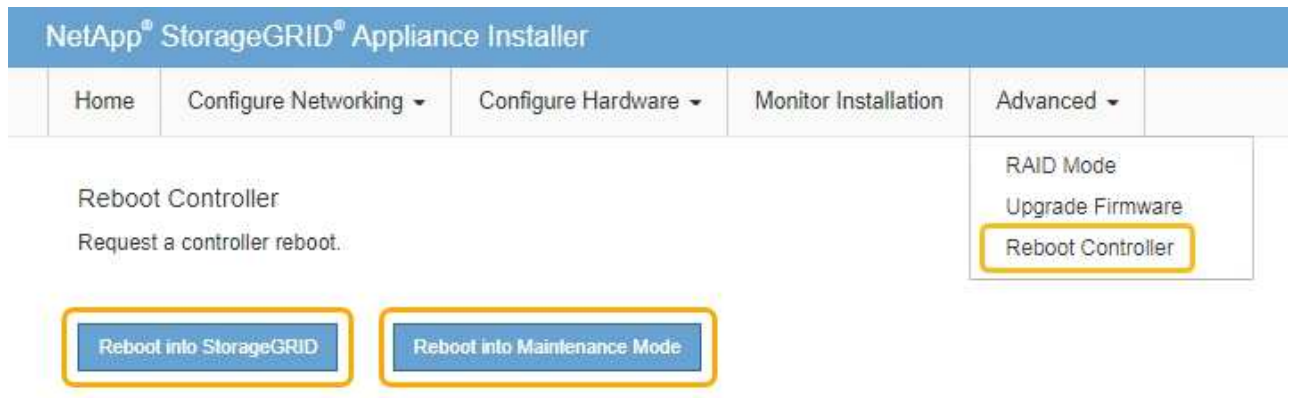 NetApp® StorageGRID® Appliance Installer
Home Configure Networking Configure Hardware Monitor Installation Advanced
RAID Mode
Upgrade Firmware
Reboot Controller
Reboot Controller
Request a controller reboot.
Reboot into StorageGRID Reboot into Maintenance Mode